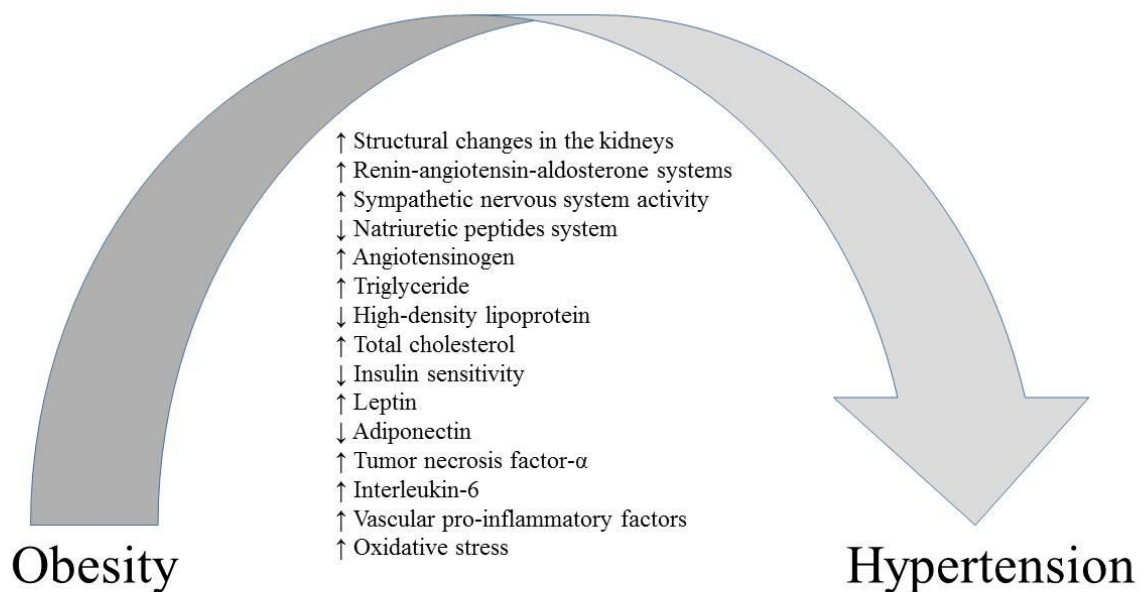 ↑ Structural changes in the kidneys
↑ Renin-angiotensin-aldosterone systems
↑ Sympathetic nervous system activity
↓ Natriuretic peptides system
↑ Angiotensinogen
↑ Triglyceride
↓ High-density lipoprotein
↑ Total cholesterol
↓ Insulin sensitivity
↑ Leptin
↓ Adiponectin
↑ Tumor necrosis factor-α
↑ Interleukin-6
↑ Vascular pro-inflammatory factors
↑ Oxidative stress
Obesity
Hypertension